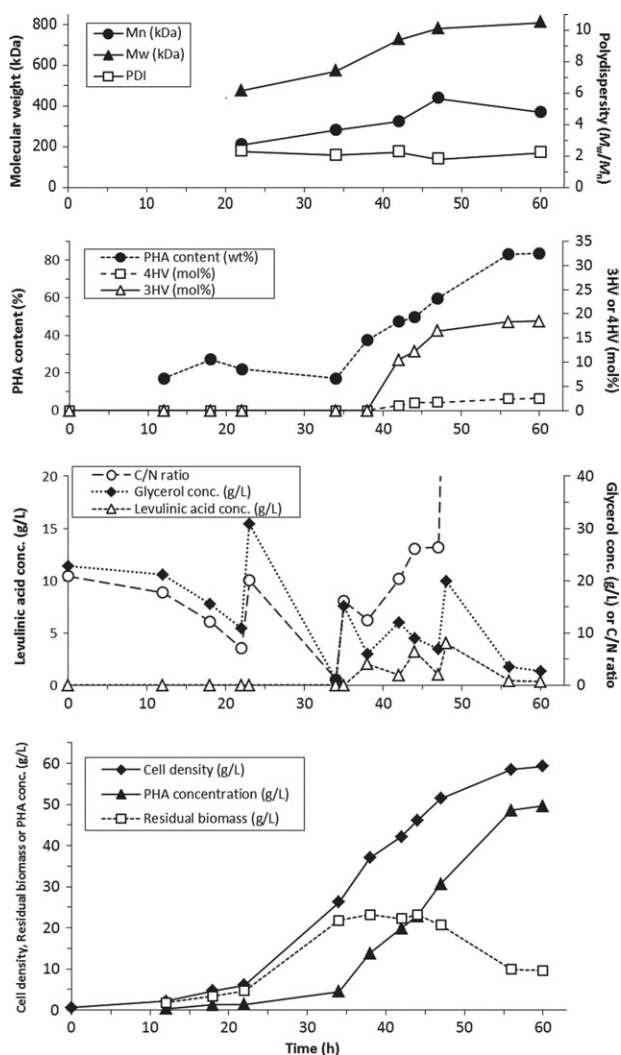 Molecular weight (kDa)
800
600
400
200
0
Mn (kDa)
Mw (kDa)
PDI
10
8
6
4
2
0
Polydispersity (Mw/Mn)
0 10 20 30 40 50 60
PHA content (%)
80
60
40
20
0
PHA content (wt%)
4HV (mol%)
3HV (mol%)
35
30
25
20
15
10
5
0
3HV or 4HV (mol%)
0 10 20 30 40 50 60
Levulinic acid conc. (g/L)
20
15
10
5
0
C/N ratio
Glycerol conc. (g/L)
Levulinic acid conc. (g/L)
40
30
20
10
0
Glycerol conc. (g/L) or C/N ratio
0 10 20 30 40 50 60
Cell density, Residual biomass or PHA conc. (g/L)
60
50
40
30
20
10
0
Cell density (g/L)
PHA concentration (g/L)
Residual biomass (g/L)
0 10 20 30 40 50 60
Time (h)